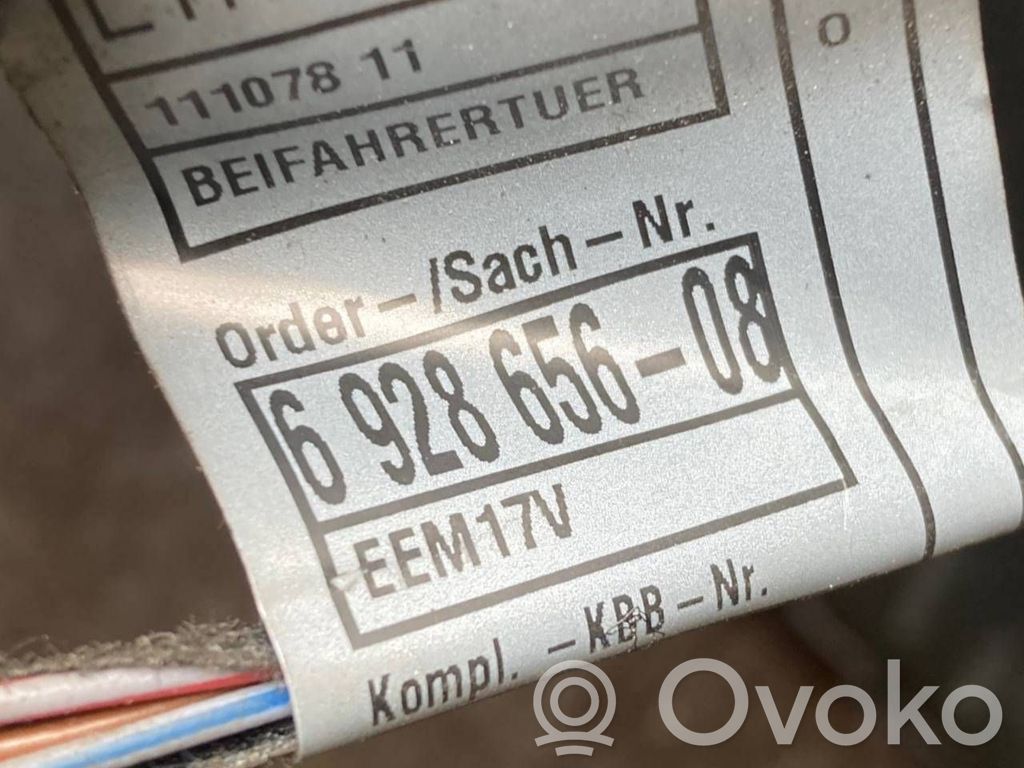 111078 11
O
BEIFAHRERTUER
Order-/Sach-Nr.
6 928 656-08
EEM17V
Kompl.-KBB-Nr.
Ovoko